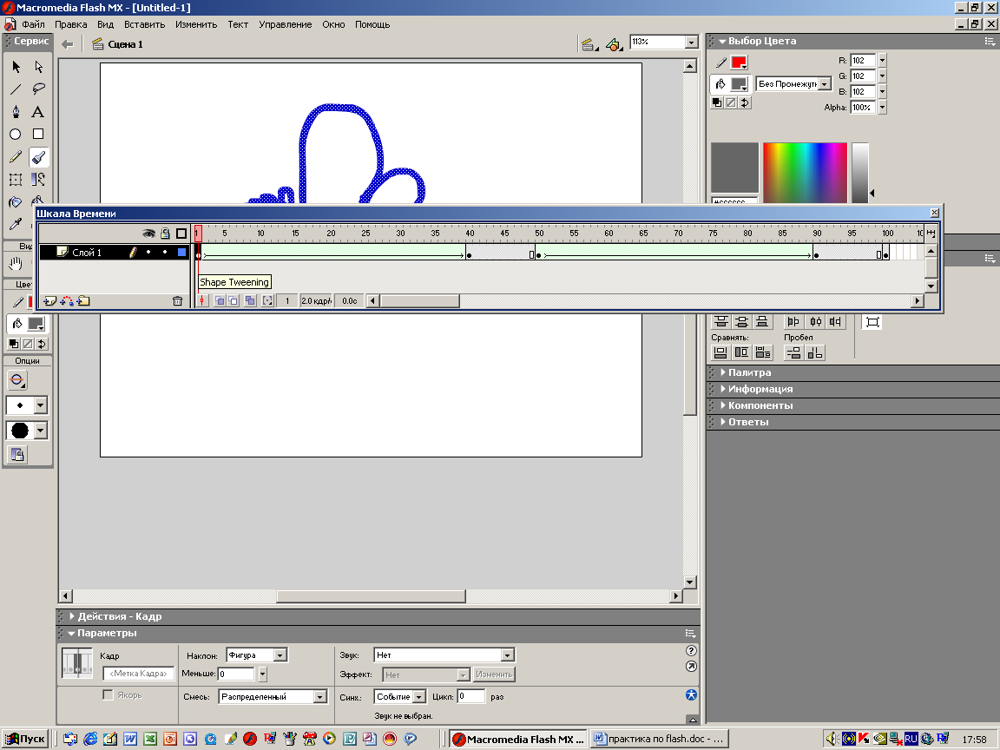 Macromedia Flash MX - [Untitled-1]
Файл Правка Вид Вставить Изменить Тект Управление Окно Помощь
Сервис
Сцена 1
113%
Выбор Цвета
R: 102
Без Промежутк
G: 102
B: 102
Alpha: 100%
#666666
Шкала Времени
1 5 10 15 20 25 30 35 40 45 50 55 60 65 70 75 80 85 90 95 100
Слой 1
Shape Tweening
1 2.0 кдр/ 0.0с
Ви
Цве
Опции
Сравнять:
Пробел
Палитра
Информация
Компоненты
Ответы
Действия - Кадр
Параметры
Кадр
<Метка Кадра>
Якорь
Наклон: Фигура
Меньше: 0
Смесь: Распределенный
Звук: Нет
Эффект: Нет Изменить
Синх.: Событие Цикл: 0 раз
Звук не выбран.
Пуск
Macromedia Flash MX ...
практика по flash.doc - ...
RU
17:58